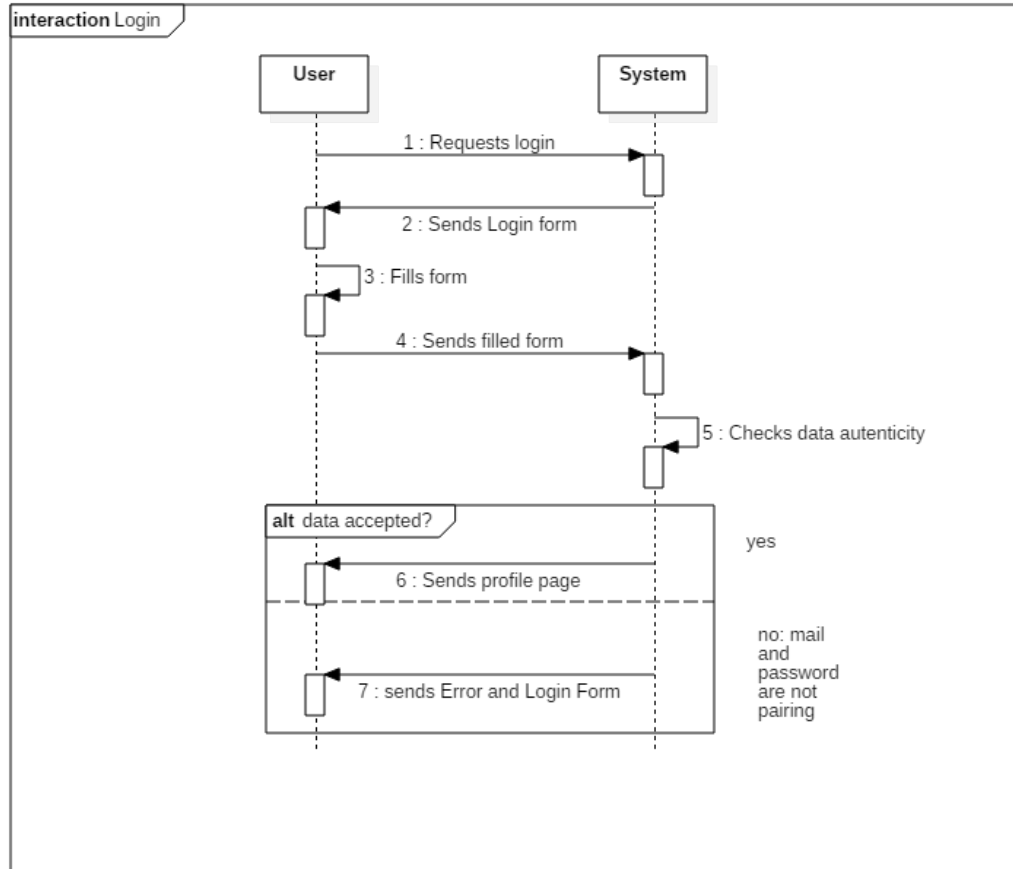 interaction Login
User
System
1 : Requests login
2 : Sends Login form
3 : Fills form
4 : Sends filled form
5 : Checks data autenticity
alt data accepted?
yes
6 : Sends profile page
no: mail
and
password
are not
pairing
7 : sends Error and Login Form